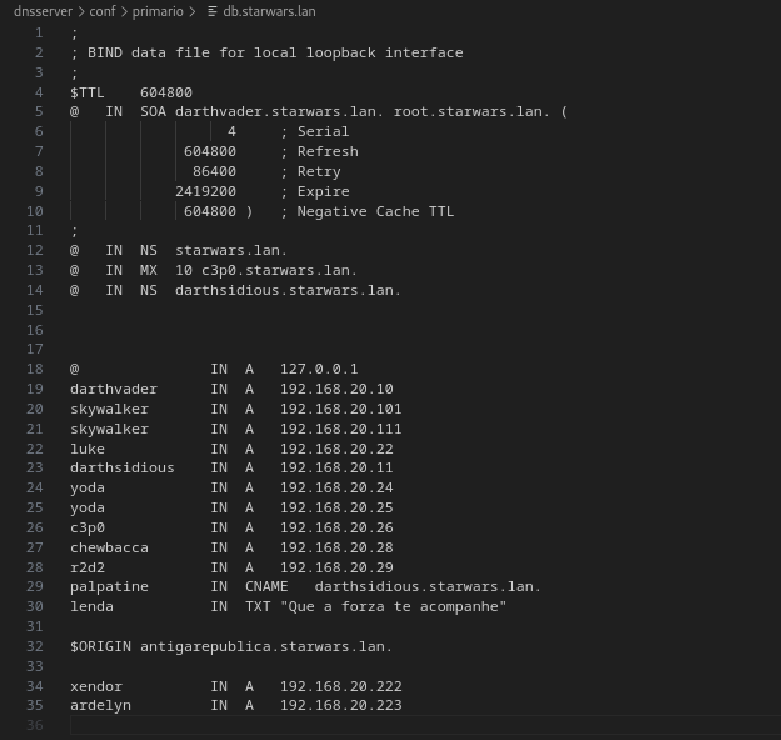 dnsserver > conf > primario > db.starwars.lan
1 ;
2 ; BIND data file for local loopback interface
3 ;
4 $TTL 604800
5 @ IN SOA darthvader.starwars.lan. root.starwars.lan. (
6 4 ; Serial
7 604800 ; Refresh
8 86400 ; Retry
9 2419200 ; Expire
10 604800 ) ; Negative Cache TTL
11 ;
12 @ IN NS starwars.lan.
13 @ IN MX 10 c3p0.starwars.lan.
14 @ IN NS darthsidious.starwars.lan.
15
16
17
18 @ IN A 127.0.0.1
19 darthvader IN A 192.168.20.10
20 skywalker IN A 192.168.20.101
21 skywalker IN A 192.168.20.111
22 luke IN A 192.168.20.22
23 darthsidious IN A 192.168.20.11
24 yoda IN A 192.168.20.24
25 yoda IN A 192.168.20.25
26 c3p0 IN A 192.168.20.26
27 chewbacca IN A 192.168.20.28
28 r2d2 IN A 192.168.20.29
29 palpatine IN CNAME darthsidious.starwars.lan.
30 lenda IN TXT "Que a forza te acompanhe"
31
32 $ORIGIN antigarepublica.starwars.lan.
33
34 xendor IN A 192.168.20.222
35 ardelyn IN A 192.168.20.223
36